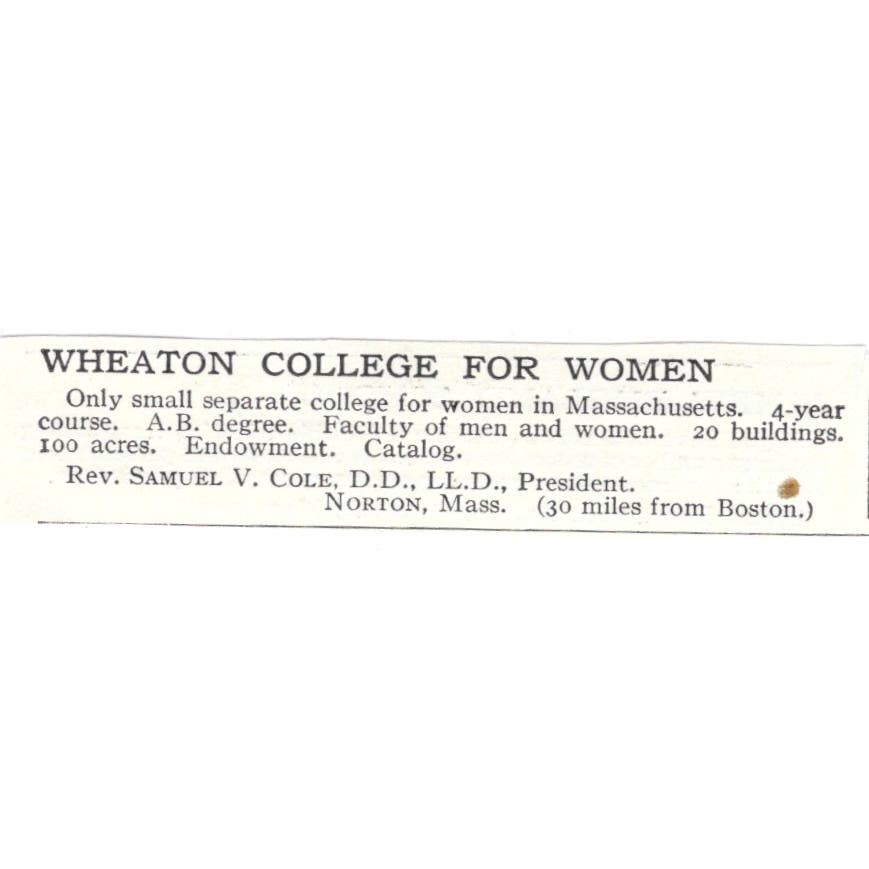 WHEATON COLLEGE FOR WOMEN
Only small separate college for women in Massachusetts. 4-year
course. A.B. degree. Faculty of men and women. 20 buildings.
100 acres. Endowment. Catalog.
Rev. SAMUEL V. COLE, D.D., LL.D., President.
NORTON, Mass. (30 miles from Boston.)